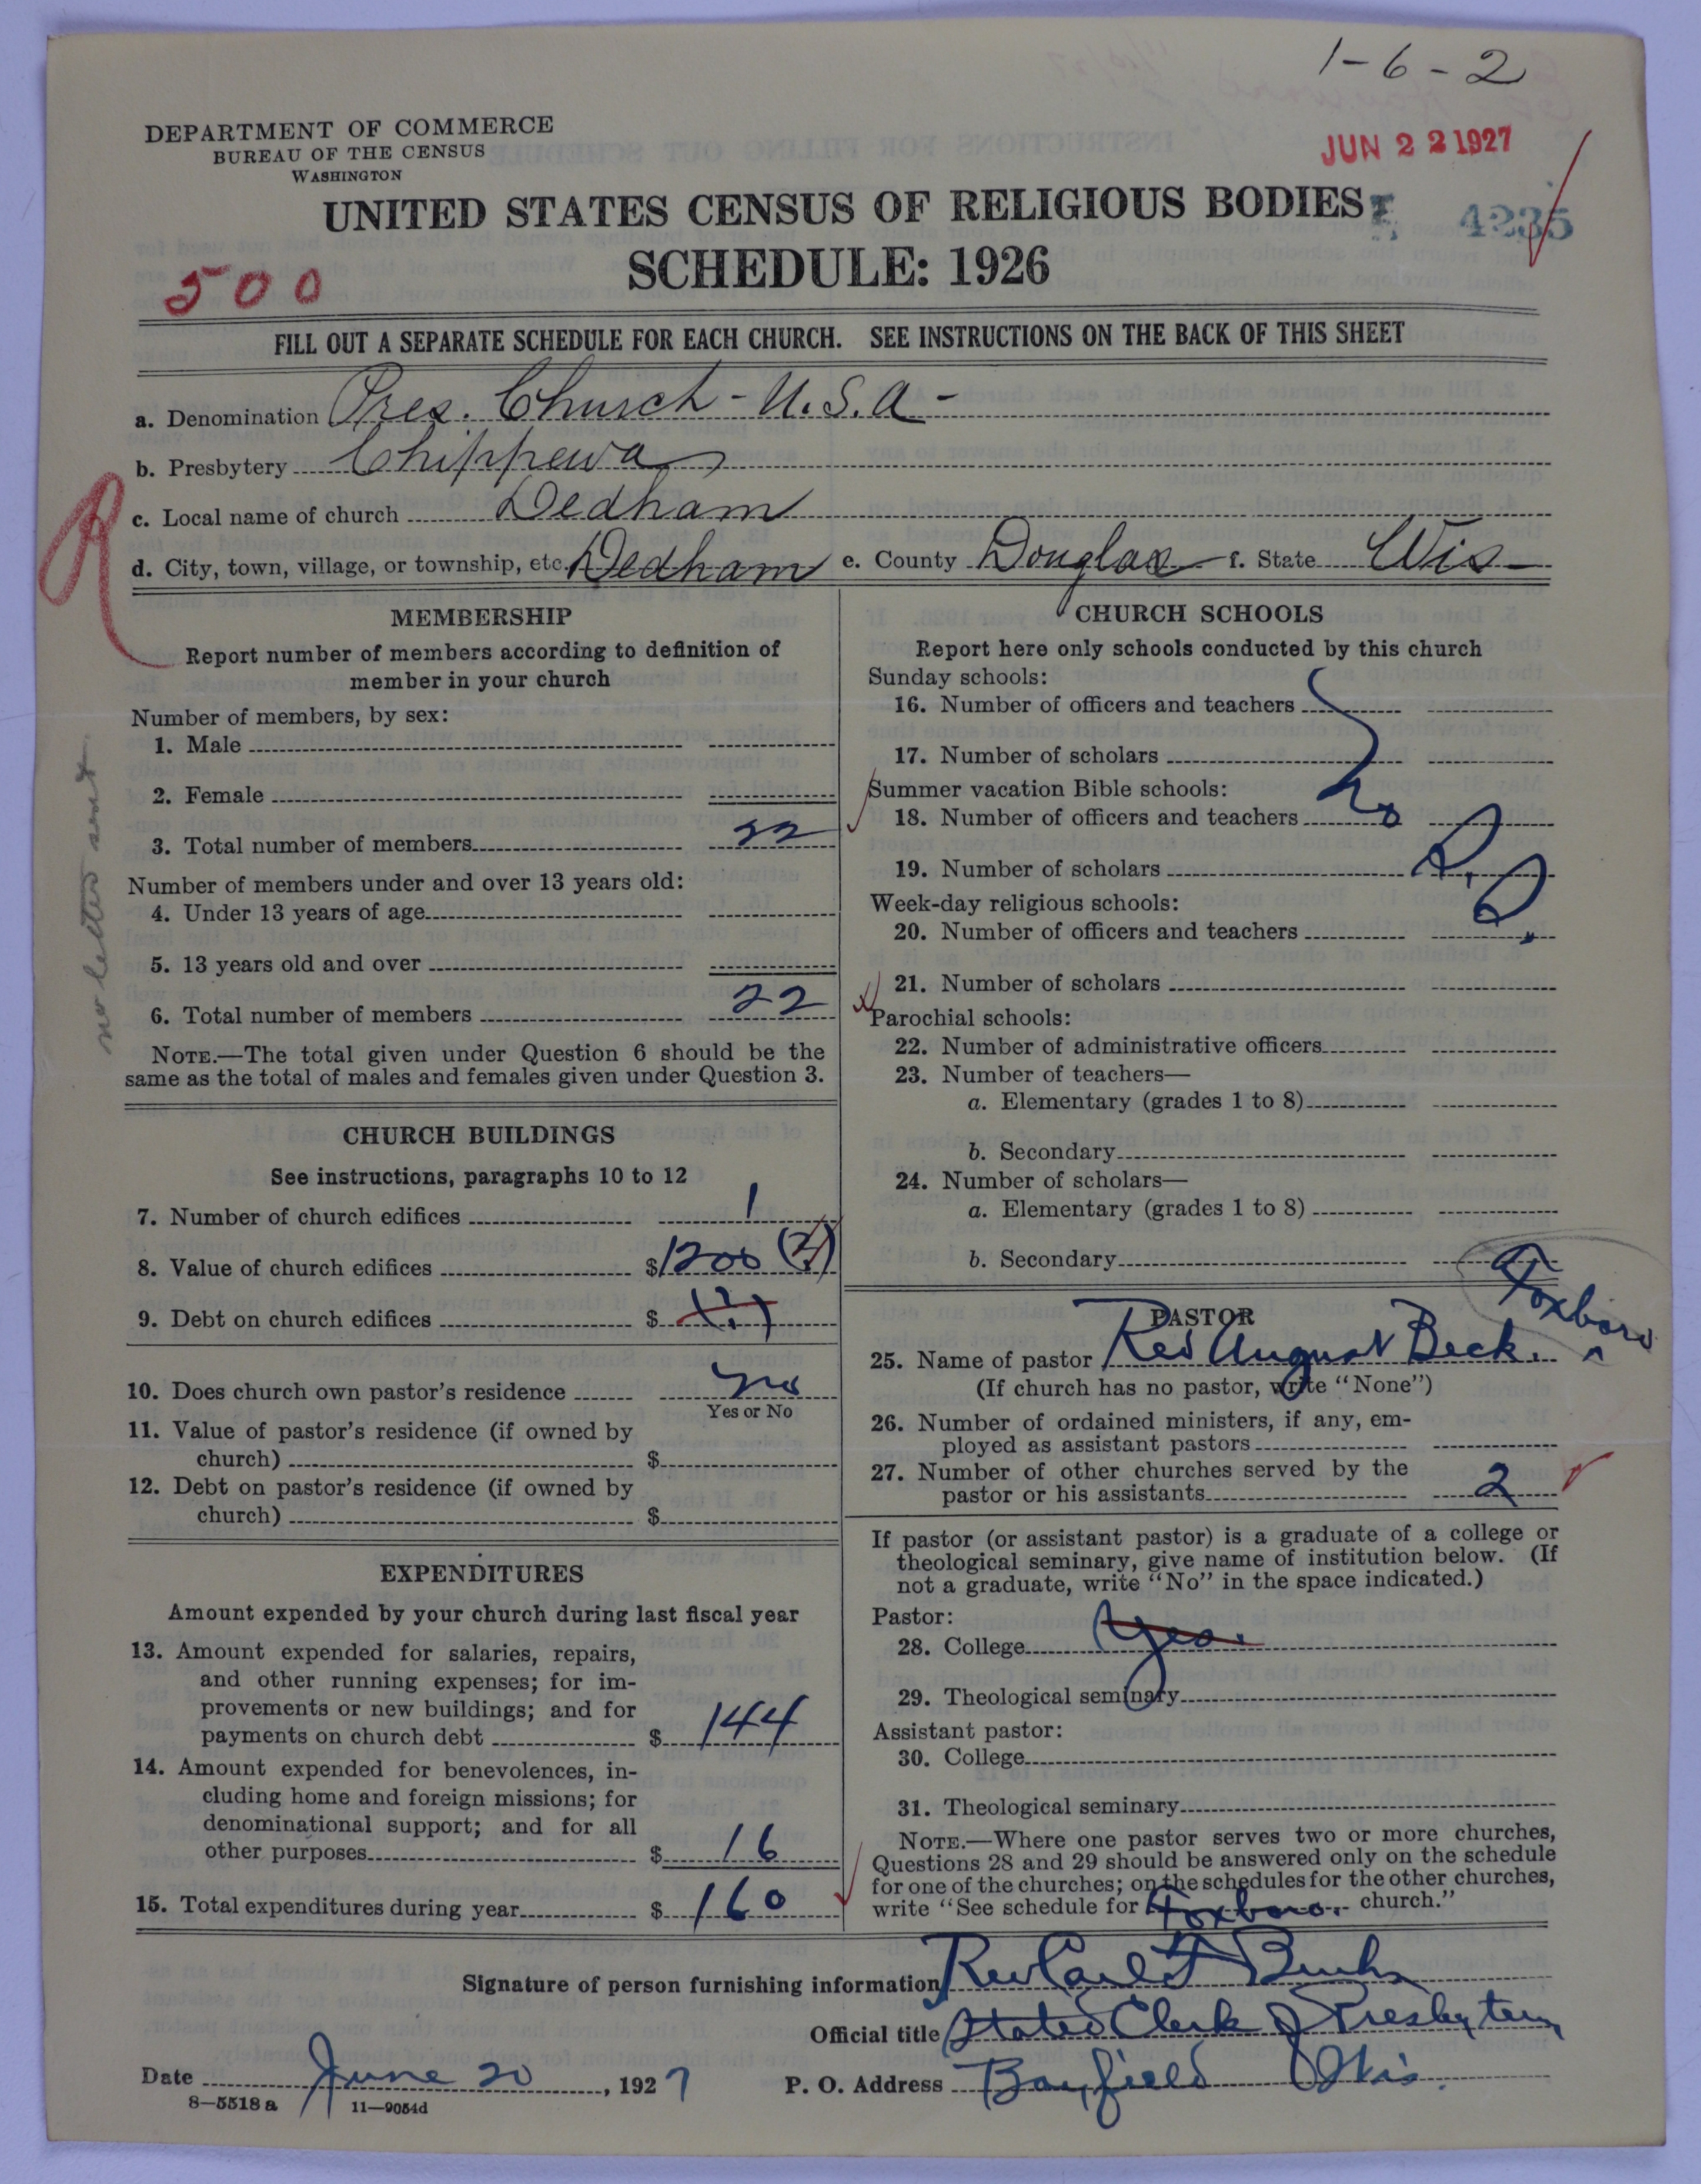 1-6-2
DEPARTMENT OF COMMERCE
BUREAU OF THE CENSUS
WASHINGTON
JUN 22 1927
UNITED STATES CENSUS OF RELIGIOUS BODIES
4235
SCHEDULE: 1926
500
FILL OUT A SEPARATE SCHEDULE FOR EACH CHURCH. SEE INSTRUCTIONS ON THE BACK OF THIS SHEET
a. Denomination Pres. Church - U.S.A -
b. Presbytery Chippewa
c. Local name of church Dedham
d. City, town, village, or township, etc. Dedham e. County Douglas f. State Wis
R
no letter sent
MEMBERSHIP
Report number of members according to definition of
member in your church
Number of members, by sex:
1. Male
2. Female
3. Total number of members 22
Number of members under and over 13 years old:
4. Under 13 years of age
5. 13 years old and over
6. Total number of members 22
NOTE.—The total given under Question 6 should be the
same as the total of males and females given under Question 3.
CHURCH BUILDINGS
See instructions, paragraphs 10 to 12
7. Number of church edifices 1
8. Value of church edifices $1200 (?)
9. Debt on church edifices $ (?)
10. Does church own pastor's residence no
Yes or No
11. Value of pastor's residence (if owned by
church) $
12. Debt on pastor's residence (if owned by
church) $
EXPENDITURES
Amount expended by your church during last fiscal year
13. Amount expended for salaries, repairs,
and other running expenses; for im-
provements or new buildings; and for
payments on church debt $ 144
14. Amount expended for benevolences, in-
cluding home and foreign missions; for
denominational support; and for all
other purposes $ 16
15. Total expenditures during year $ 160
CHURCH SCHOOLS
Report here only schools conducted by this church
Sunday schools:
16. Number of officers and teachers
17. Number of scholars
Summer vacation Bible schools:
18. Number of officers and teachers no
19. Number of scholars
Week-day religious schools:
20. Number of officers and teachers
21. Number of scholars
Parochial schools:
22. Number of administrative officers
23. Number of teachers—
a. Elementary (grades 1 to 8)
b. Secondary
24. Number of scholars—
a. Elementary (grades 1 to 8)
b. Secondary
Foxboro
PASTOR
25. Name of pastor Rev August Beck.
(If church has no pastor, write "None")
26. Number of ordained ministers, if any, em-
ployed as assistant pastors
27. Number of other churches served by the
pastor or his assistants 2
If pastor (or assistant pastor) is a graduate of a college or
theological seminary, give name of institution below. (If
not a graduate, write "No" in the space indicated.)
Pastor:
28. College yes.
29. Theological seminary
Assistant pastor:
30. College
31. Theological seminary
NOTE.—Where one pastor serves two or more churches,
Questions 28 and 29 should be answered only on the schedule
for one of the churches; on the schedules for the other churches,
write "See schedule for Foxboro. church."
Signature of person furnishing information Rev
Official title Stated Clerk of Presbytery
Date June 20, 1927 P. O. Address Bayfield Wis.
8—5518 a 11—9054d